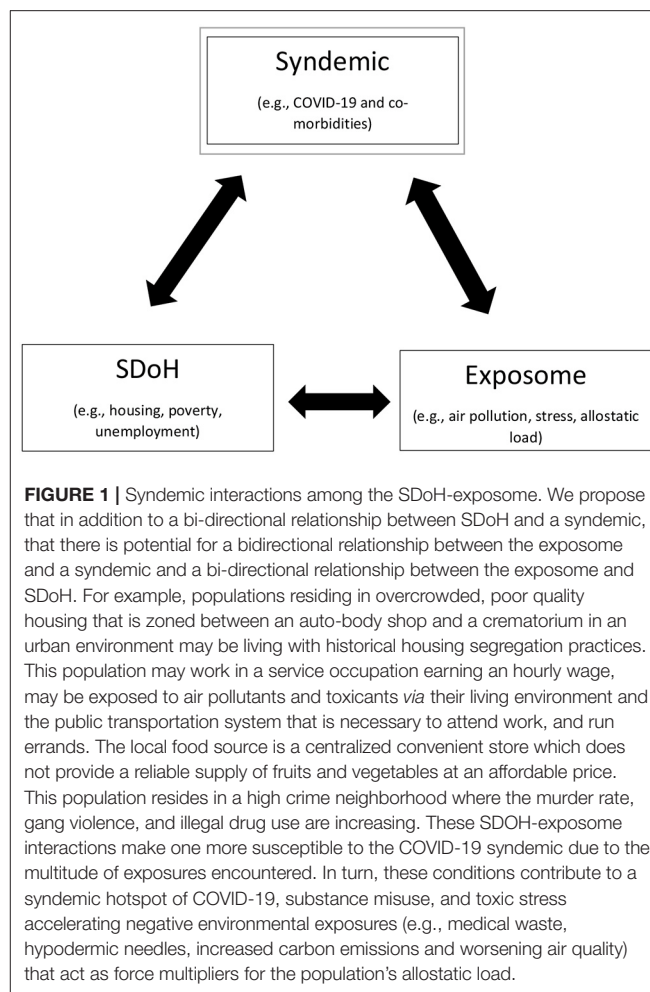 Syndemic
(e.g., COVID-19 and co-
morbidities)
SDoH
(e.g., housing, poverty,
unemployment)
Exposome
(e.g., air pollution, stress, allostatic
load)
FIGURE 1 | Syndemic interactions among the SDoH-exposome. We propose
that in addition to a bi-directional relationship between SDoH and a syndemic,
that there is potential for a bidirectional relationship between the exposome
and a syndemic and a bi-directional relationship between the exposome and
SDoH. For example, populations residing in overcrowded, poor quality
housing that is zoned between an auto-body shop and a crematorium in an
urban environment may be living with historical housing segregation practices.
This population may work in a service occupation earning an hourly wage,
may be exposed to air pollutants and toxicants via their living environment and
the public transportation system that is necessary to attend work, and run
errands. The local food source is a centralized convenient store which does
not provide a reliable supply of fruits and vegetables at an affordable price.
This population resides in a high crime neighborhood where the murder rate,
gang violence, and illegal drug use are increasing. These SDOH-exposome
interactions make one more susceptible to the COVID-19 syndemic due to the
multitude of exposures encountered. In turn, these conditions contribute to a
syndemic hotspot of COVID-19, substance misuse, and toxic stress
accelerating negative environmental exposures (e.g., medical waste,
hypodermic needles, increased carbon emissions and worsening air quality)
that act as force multipliers for the population's allostatic load.